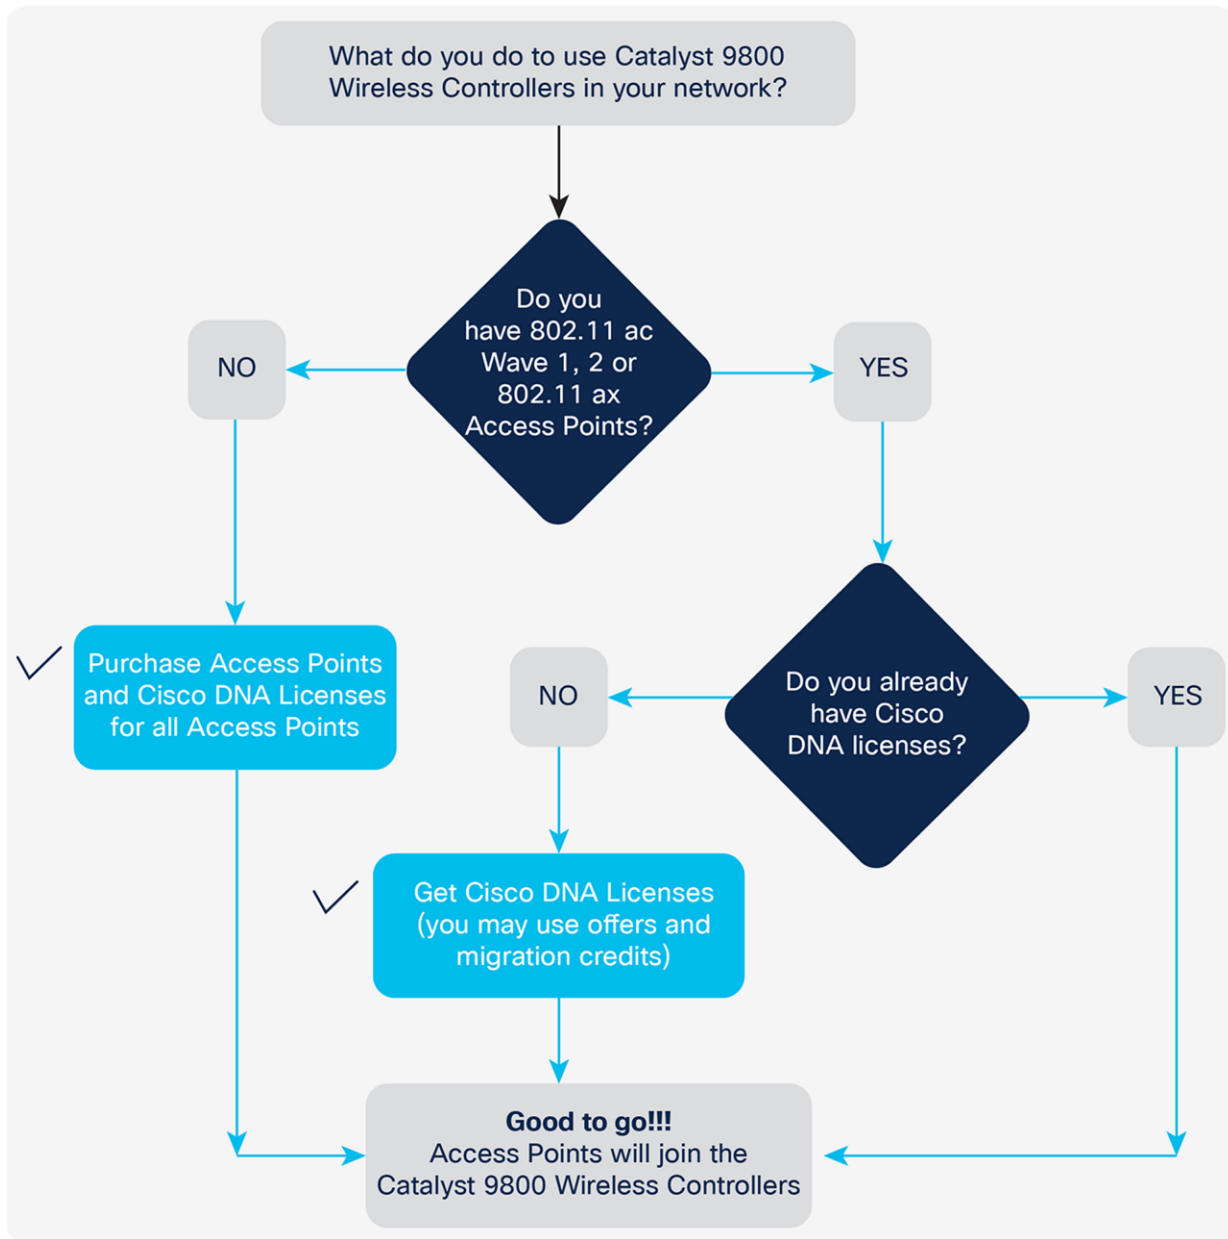 What do you do to use Catalyst 9800
Wireless Controllers in your network?
Do you
have 802.11 ac
Wave 1, 2 or
802.11 ax
Access Points?
NO
YES
Purchase Access Points
and Cisco DNA Licenses
for all Access Points
NO
Do you already
have Cisco
DNA licenses?
YES
Get Cisco DNA Licenses
(you may use offers and
migration credits)
Good to go!!!
Access Points will join the
Catalyst 9800 Wireless Controllers